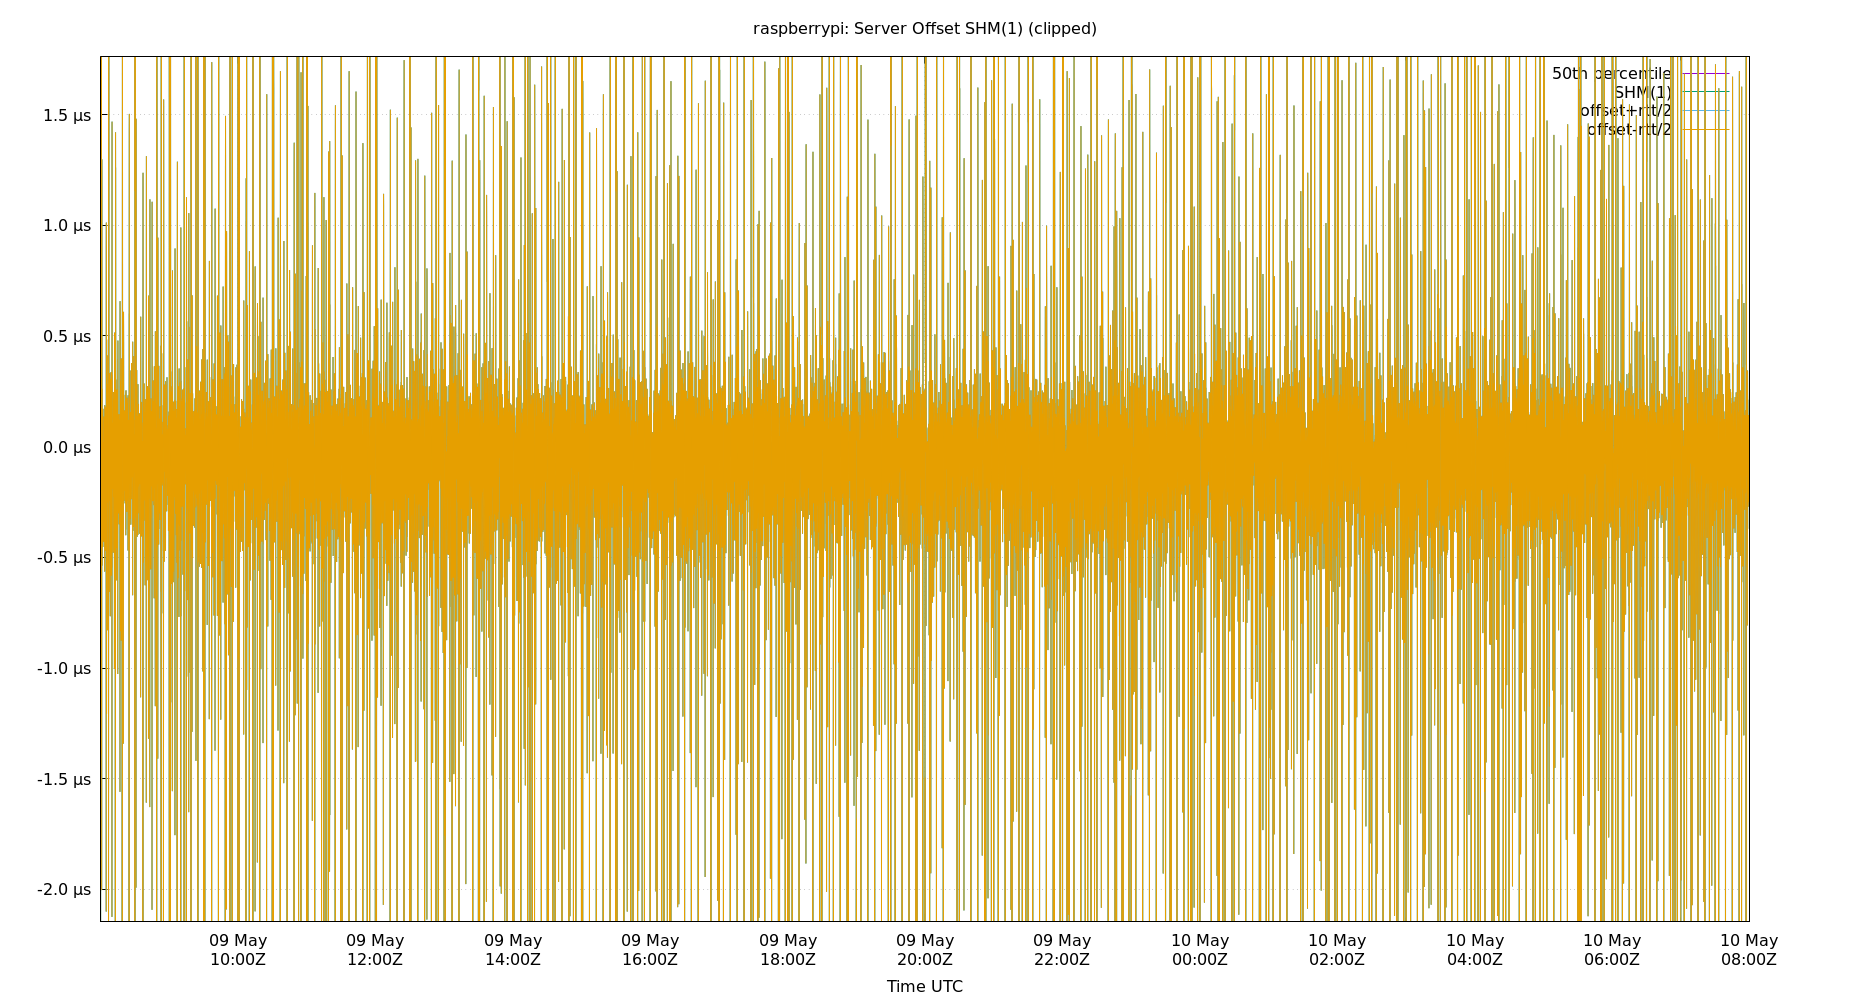 raspberrypi: Server Offset SHM(1) (clipped)
50th percentile
SHM(1)
offset+rtt/2
offset-rtt/2
1.5 µs
1.0 µs
0.5 µs
0.0 µs
-0.5 µs
-1.0 µs
-1.5 µs
-2.0 µs
09 May 09 May 09 May 09 May 09 May 09 May 09 May 10 May 10 May 10 May 10 May 10 May
10:00Z 12:00Z 14:00Z 16:00Z 18:00Z 20:00Z 22:00Z 00:00Z 02:00Z 04:00Z 06:00Z 08:00Z
Time UTC